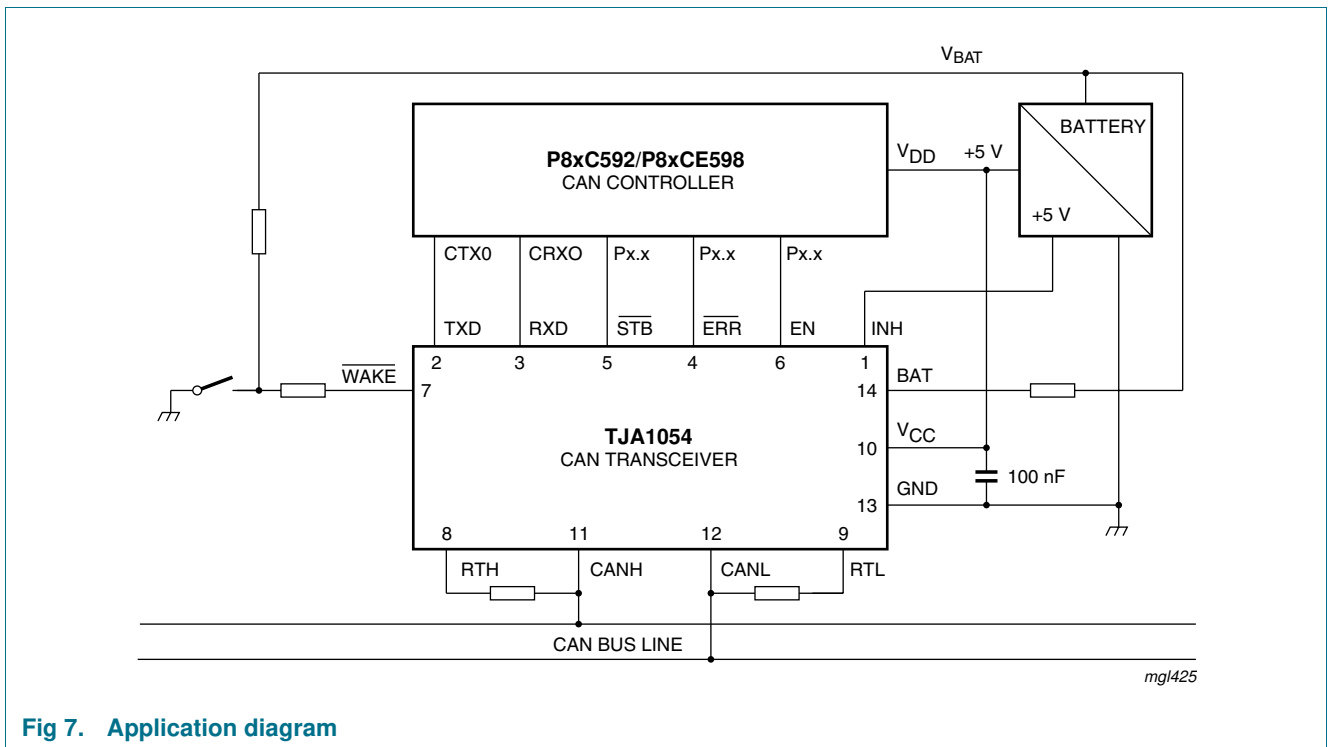 VBAT
BATTERY
P8xC592/P8xCE598
CAN CONTROLLER
VDD +5 V
+5 V
CTX0 CRXO Px.x Px.x Px.x
TXD RXD STB ERR EN INH
2 3 5 4 6 1
WAKE 7
BAT
14
TJA1054
CAN TRANSCEIVER
VCC
10
100 nF
GND
13
8 11 12 9
RTH CANH CANL RTL
CAN BUS LINE
mgl425
Fig 7. Application diagram